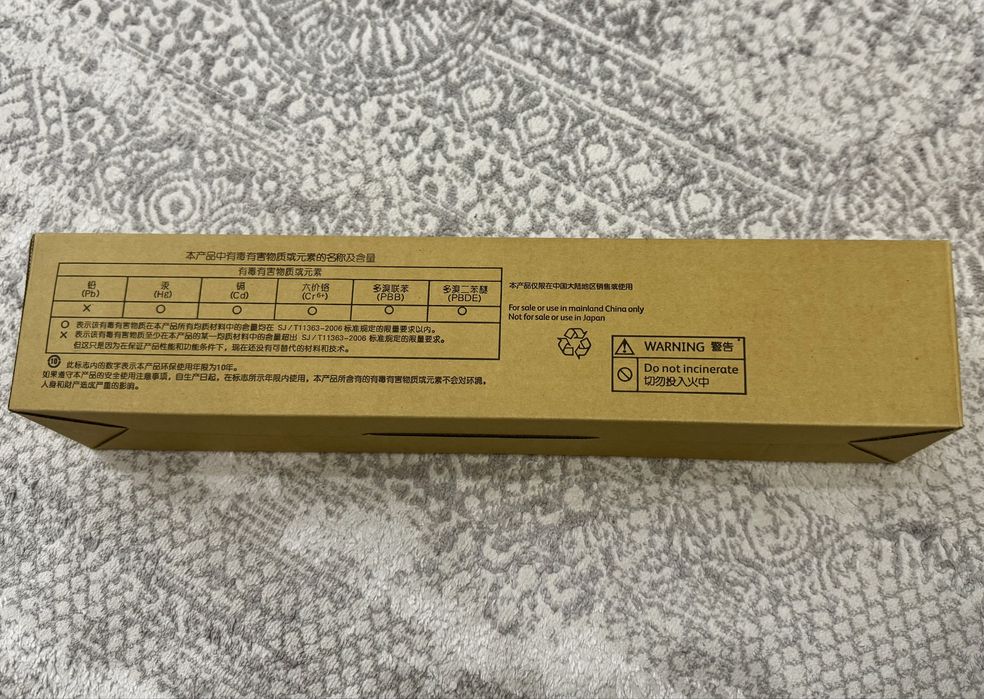 本产品中有毒有害物质或元素的名称及含量
有毒有害物质或元素
铅 汞 镉 六价铬 多溴联苯 多溴二苯醚
(Pb) (Hg) (Cd) (Cr6+) (PBB) (PBDE)
× ○ ○ ○ ○ ○
○ 表示该有毒有害物质在本产品所有均质材料中的含量均在 SJ/T11363-2006 标准规定的限量要求以内。
× 表示该有毒有害物质至少在本产品的某一均质材料中的含量超出 SJ/T11363-2006 标准规定的限量要求。
但这只是因为在保证产品性能和功能条件下，现在还没有可替代的材料和技术。
10 此标志内的数字表示本产品环保使用年限为10年。
如果遵守本产品的安全使用注意事项，自生产日起，在标志所示年限内使用，本产品所含有的有毒有害物质或元素不会对环境，
人身和财产造成严重的影响。
本产品仅限在中国大陆地区销售或使用
For sale or use in mainland China only
Not for sale or use in Japan
WARNING 警告
Do not incinerate
切勿投入火中